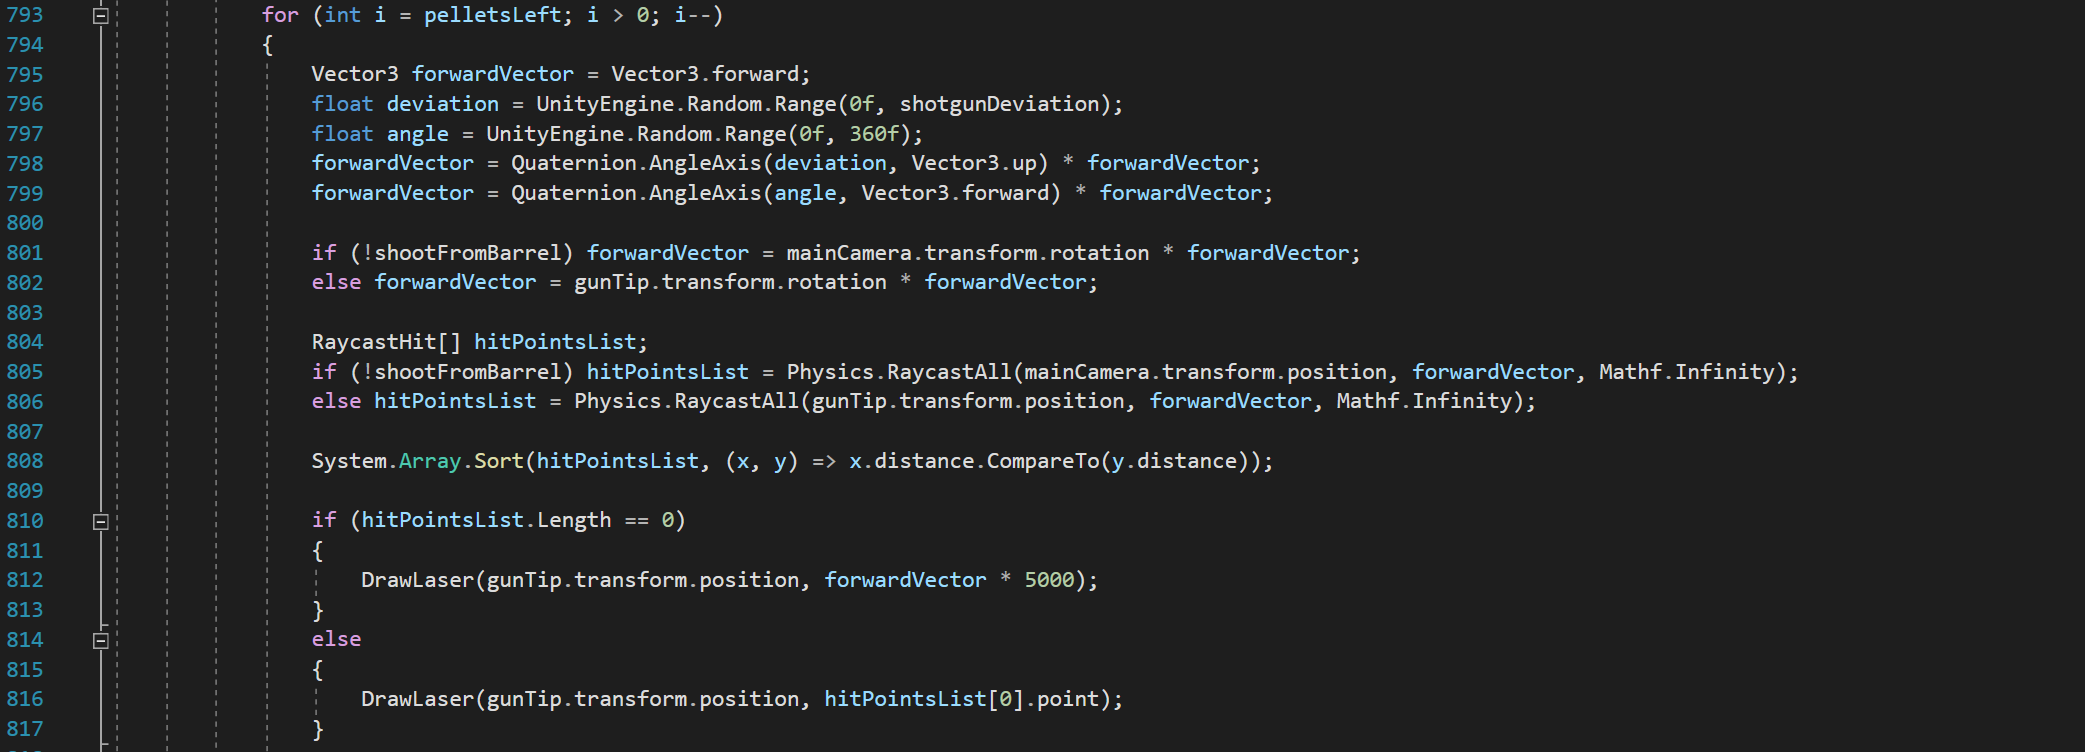 793 for (int i = pelletsLeft; i > 0; i--)
794 {
795 Vector3 forwardVector = Vector3.forward;
796 float deviation = UnityEngine.Random.Range(0f, shotgunDeviation);
797 float angle = UnityEngine.Random.Range(0f, 360f);
798 forwardVector = Quaternion.AngleAxis(deviation, Vector3.up) * forwardVector;
799 forwardVector = Quaternion.AngleAxis(angle, Vector3.forward) * forwardVector;
800
801 if (!shootFromBarrel) forwardVector = mainCamera.transform.rotation * forwardVector;
802 else forwardVector = gunTip.transform.rotation * forwardVector;
803
804 RaycastHit[] hitPointsList;
805 if (!shootFromBarrel) hitPointsList = Physics.RaycastAll(mainCamera.transform.position, forwardVector, Mathf.Infinity);
806 else hitPointsList = Physics.RaycastAll(gunTip.transform.position, forwardVector, Mathf.Infinity);
807
808 System.Array.Sort(hitPointsList, (x, y) => x.distance.CompareTo(y.distance));
809
810 if (hitPointsList.Length == 0)
811 {
812 DrawLaser(gunTip.transform.position, forwardVector * 5000);
813 }
814 else
815 {
816 DrawLaser(gunTip.transform.position, hitPointsList[0].point);
817 }